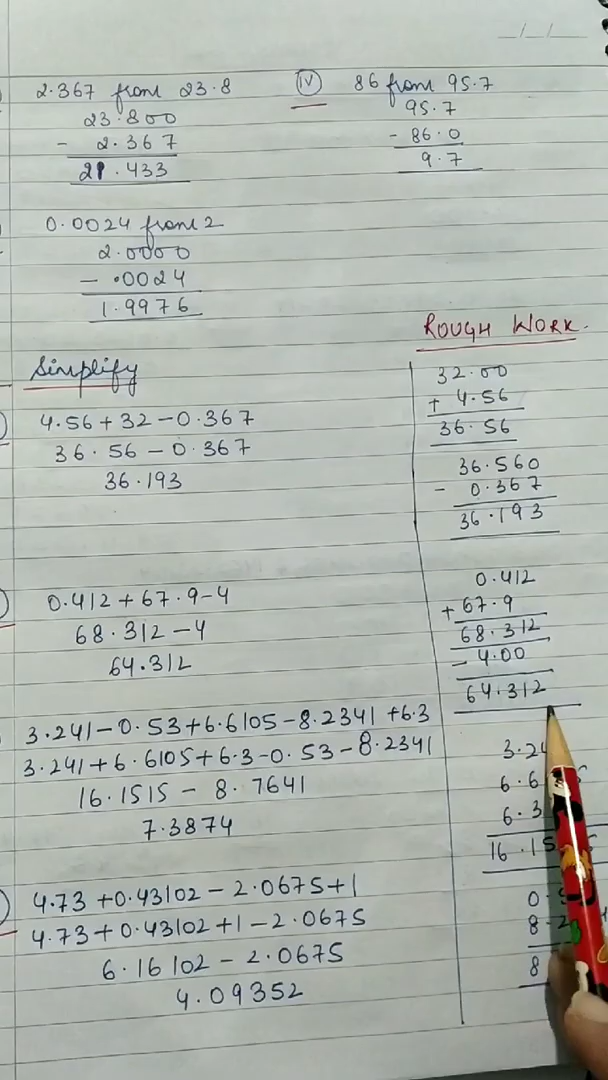 2.367 from 23.8
23.800
- 2.367
21.433
IV 86 from 95.7
95.7
- 86.0
9.7
0.0024 from 2
2.0000
- .0024
1.9976
Simplify
4.56 + 32 - 0.367
36.56 - 0.367
36.193
0.412 + 67.9 - 4
68.312 - 4
64.312
3.241 - 0.53 + 6.6105 - 8.2341 + 6.3
3.241 + 6.6105 + 6.3 - 0.53 - 8.2341
16.1515 - 8.7641
7.3874
4.73 + 0.43102 - 2.0675 + 1
4.73 + 0.43102 + 1 - 2.0675
6.16102 - 2.0675
4.09352
ROUGH WORK.
32.00
+ 4.56
36.56
36.560
- 0.367
36.193
0.412
+ 67.9
68.312
- 4.00
64.312